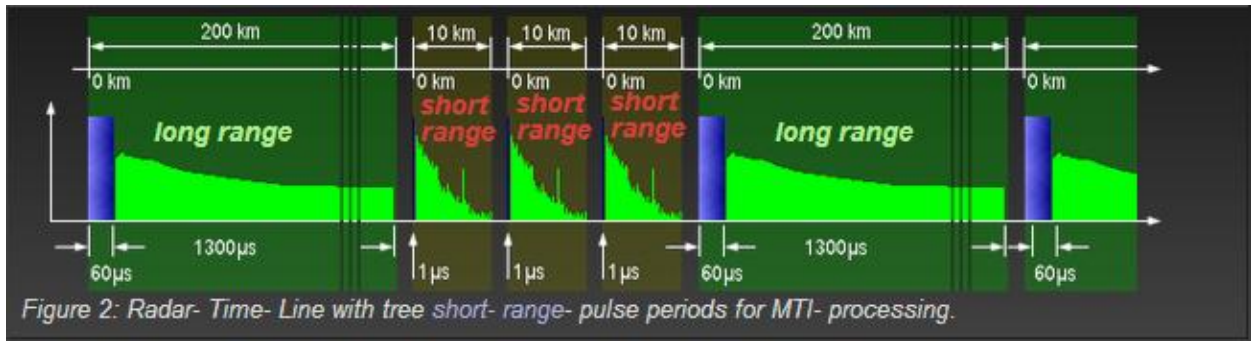 200 km 10 km 10 km 10 km 200 km
0 km 0 km 0 km 0 km 0 km 0 km
long range short range short range short range long range
1300µs 1300µs
60µs 1µs 1µs 1µs 60µs 60µs
Figure 2: Radar- Time- Line with tree short- range- pulse periods for MTI- processing.